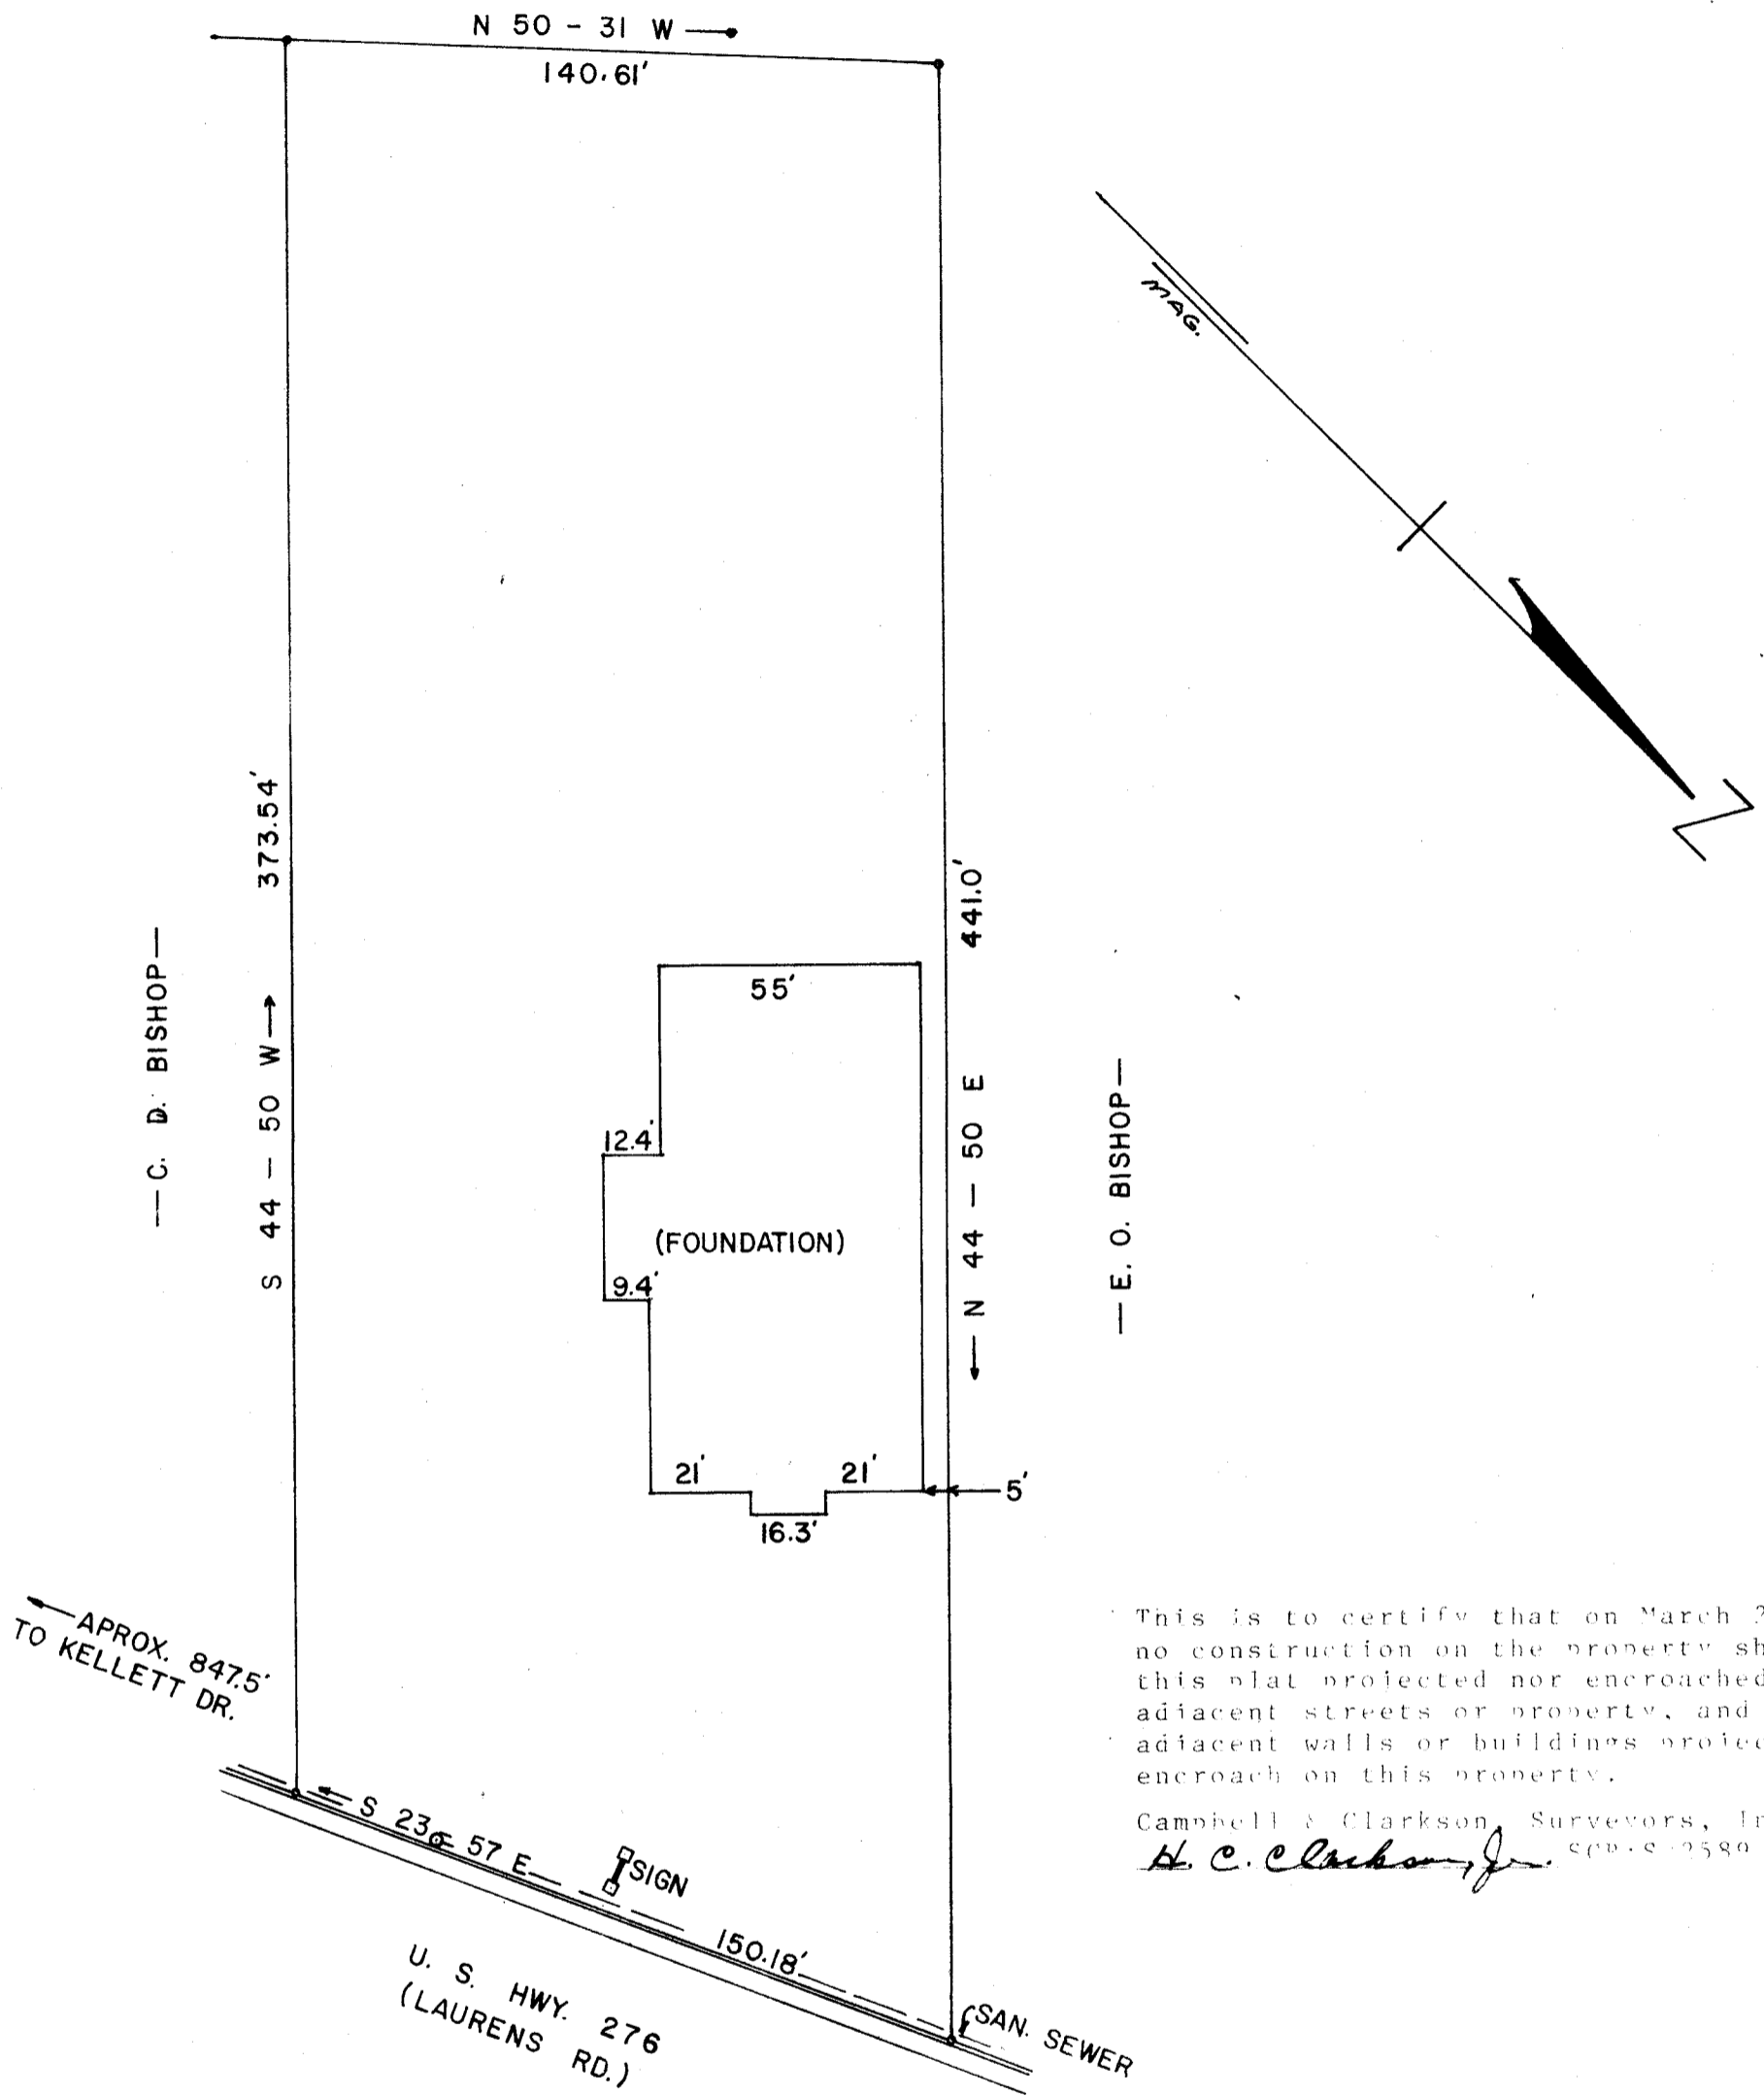 N 50 - 31 W
140.61'
MAG.
373.54'
S 44 - 50 W
— C. D. BISHOP —
441.0'
N 44 - 50 E
— E. O. BISHOP —
55'
12.4'
(FOUNDATION)
9.4'
21'
21'
5'
16.3'
APROX. 847.5'
TO KELLETT DR.
S 23 - 57 E
SIGN
150.18'
U. S. HWY. 276
(LAURENS RD.)
SAN. SEWER
This is to certify that on March
no construction on the property sh
this plat projected nor encroached
adjacent streets or property, and
adjacent walls or buildings projec
encroach on this property.
Campbell & Clarkson, Surveyors, In
H. C. Clarkson, Jr.